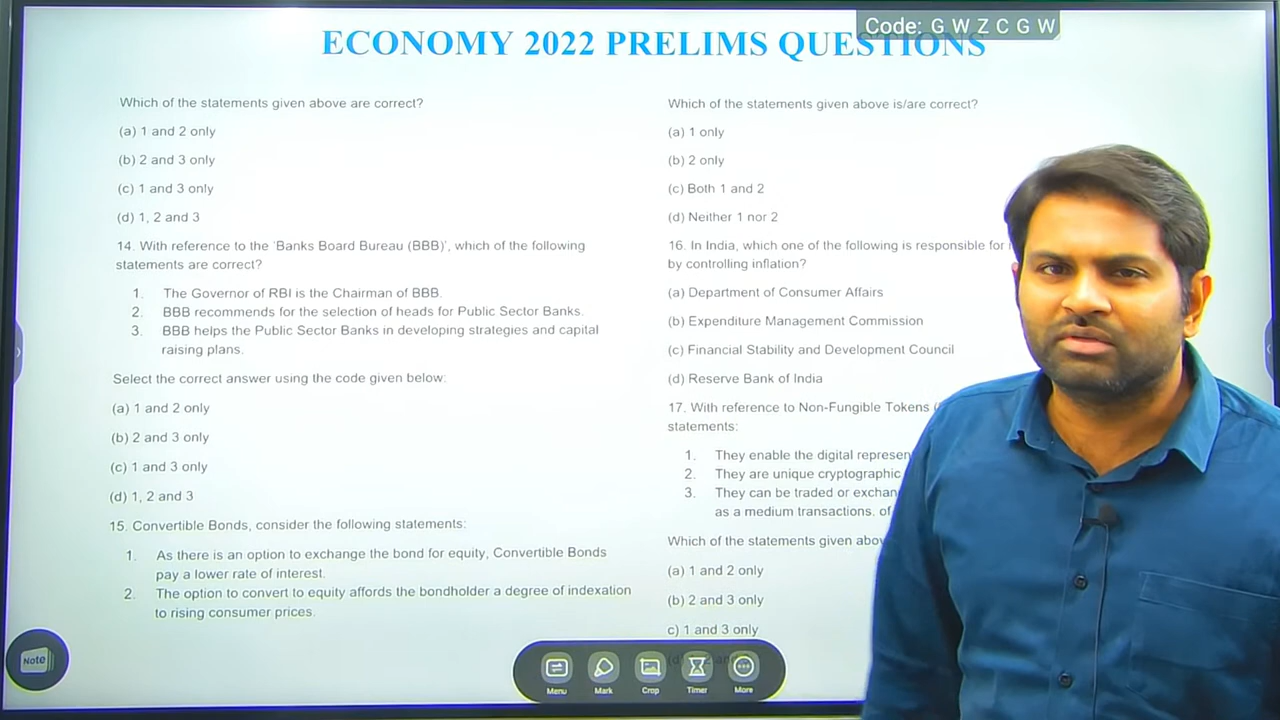 Code: G W Z C G W
ECONOMY 2022 PRELIMS QUESTIONS
Which of the statements given above are correct?
(a) 1 and 2 only
(b) 2 and 3 only
(c) 1 and 3 only
(d) 1, 2 and 3
14. With reference to the 'Banks Board Bureau (BBB)', which of the following
statements are correct?
1. The Governor of RBI is the Chairman of BBB.
2. BBB recommends for the selection of heads for Public Sector Banks.
3. BBB helps the Public Sector Banks in developing strategies and capital
raising plans.
Select the correct answer using the code given below:
(a) 1 and 2 only
(b) 2 and 3 only
(c) 1 and 3 only
(d) 1, 2 and 3
15. Convertible Bonds, consider the following statements:
1. As there is an option to exchange the bond for equity, Convertible Bonds
pay a lower rate of interest.
2. The option to convert to equity affords the bondholder a degree of indexation
to rising consumer prices.
Which of the statements given above is/are correct?
(a) 1 only
(b) 2 only
(c) Both 1 and 2
(d) Neither 1 nor 2
16. In India, which one of the following is responsible for
by controlling inflation?
(a) Department of Consumer Affairs
(b) Expenditure Management Commission
(c) Financial Stability and Development Council
(d) Reserve Bank of India
17. With reference to Non-Fungible Tokens
statements:
1. They enable the digital
2. They are unique cryptographic
3. They can be traded or
as a medium transactions. of
Which of the statements given
(a) 1 and 2 only
(b) 2 and 3 only
c) 1 and 3 only
Note
Menu
Mark
Crop
Timer
More